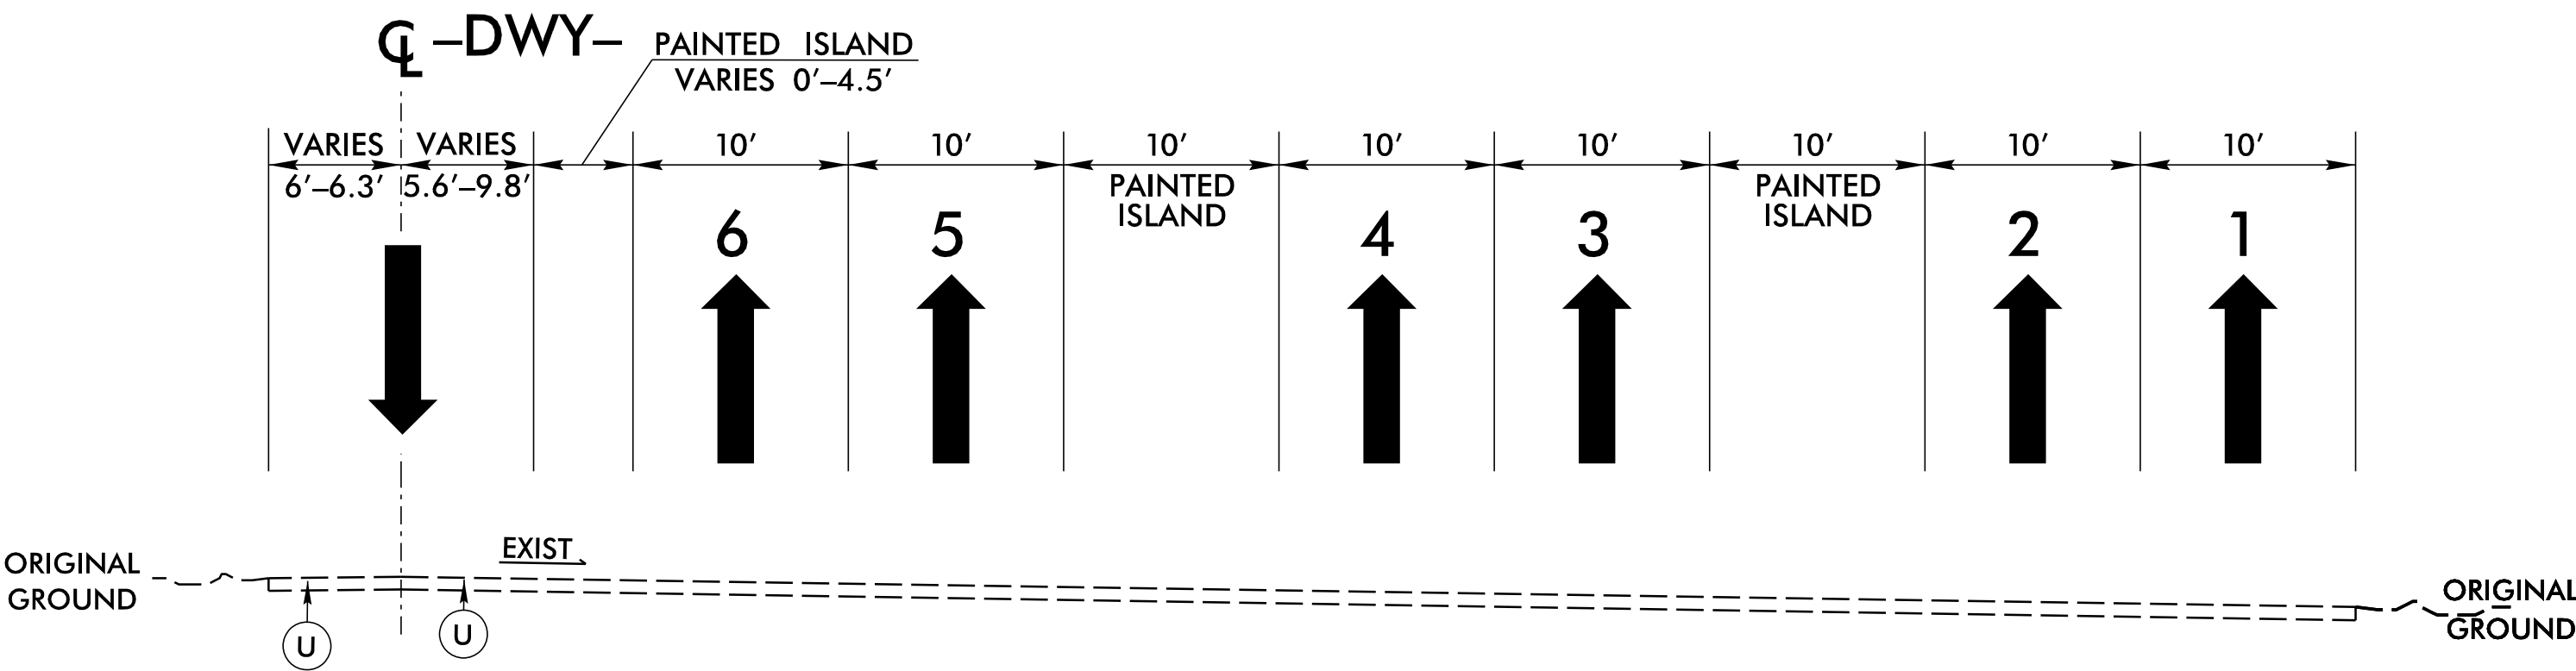 ℄ –DWY–
PAINTED ISLAND
VARIES 0'–4.5'
VARIES VARIES 10' 10' 10' 10' 10' 10' 10' 10'
6'–6.3' 5.6'–9.8' PAINTED PAINTED
ISLAND ISLAND
6 5 4 3 2 1
EXIST
ORIGINAL
GROUND
ORIGINAL
GROUND
U U